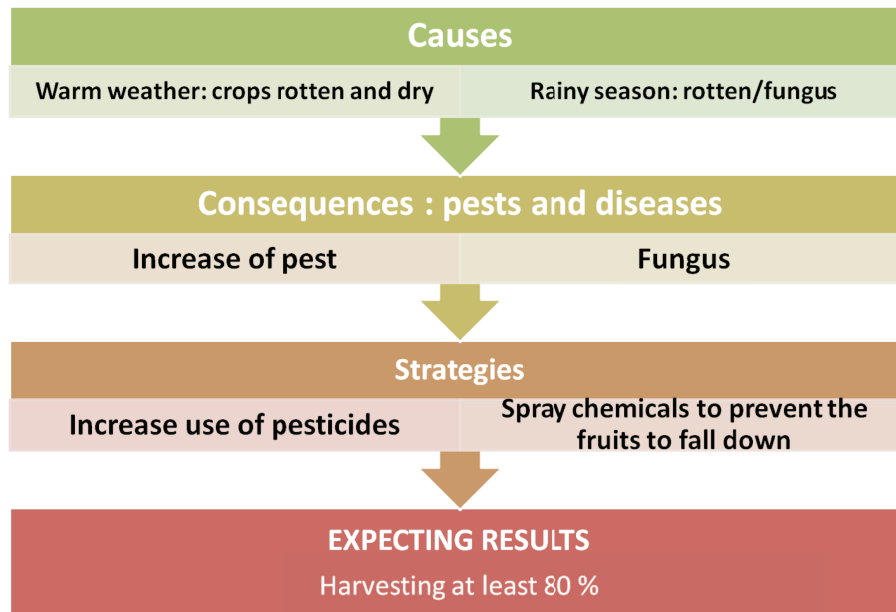 Causes
Warm weather: crops rotten and dry
Rainy season: rotten/fungus
Consequences : pests and diseases
Increase of pest
Fungus
Strategies
Increase use of pesticides
Spray chemicals to prevent the
fruits to fall down
EXPECTING RESULTS
Harvesting at least 80 %